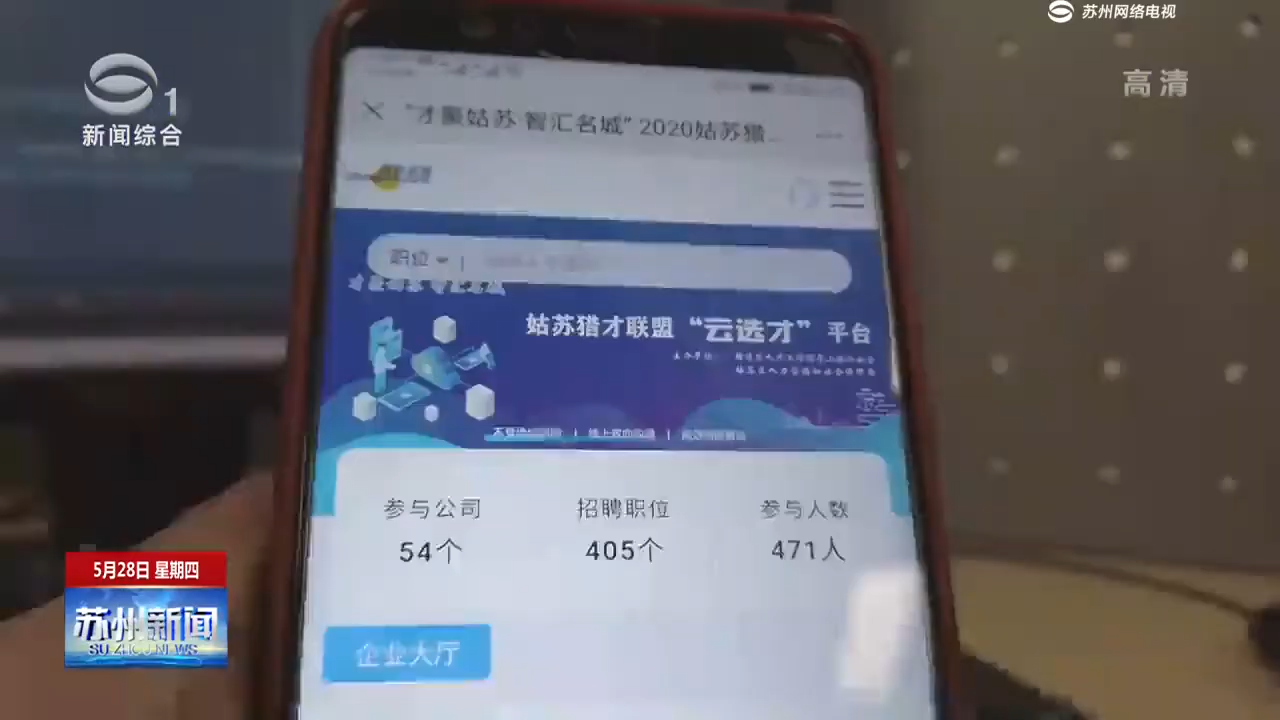 苏州网络电视
高清
1
新闻综合
“才聚姑苏 智汇名城” 2020姑苏猎...
职位
姑苏猎才联盟“云选才”平台
参与公司 招聘职位 参与人数
54个 405个 471人
企业大厅
5月28日 星期四
苏州新闻
SU ZHOU NEWS